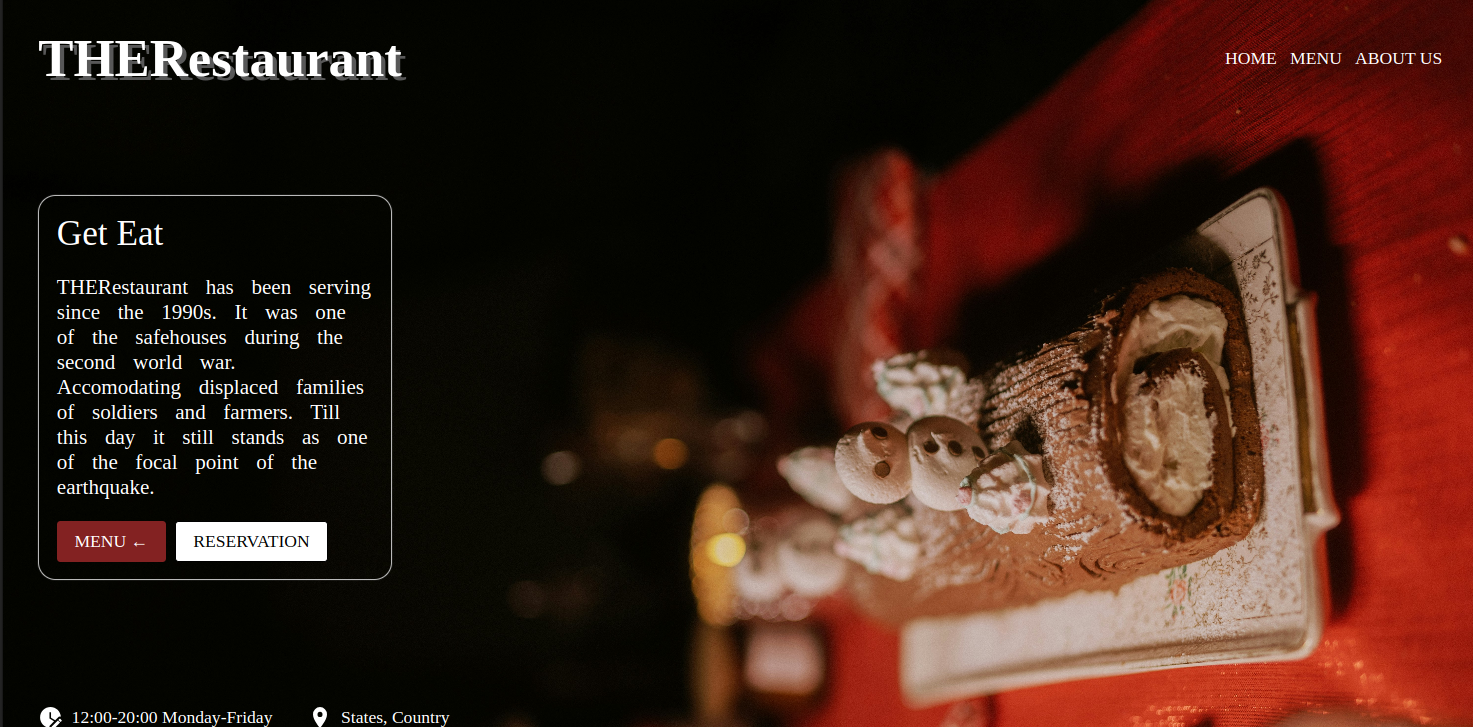 THERestaurant
HOME MENU ABOUT US
Get Eat
THERestaurant has been serving
since the 1990s. It was one
of the safehouses during the
second world war.
Accomodating displaced families
of soldiers and farmers. Till
this day it still stands as one
of the focal point of the
earthquake.
MENU ←
RESERVATION
12:00-20:00 Monday-Friday
States, Country